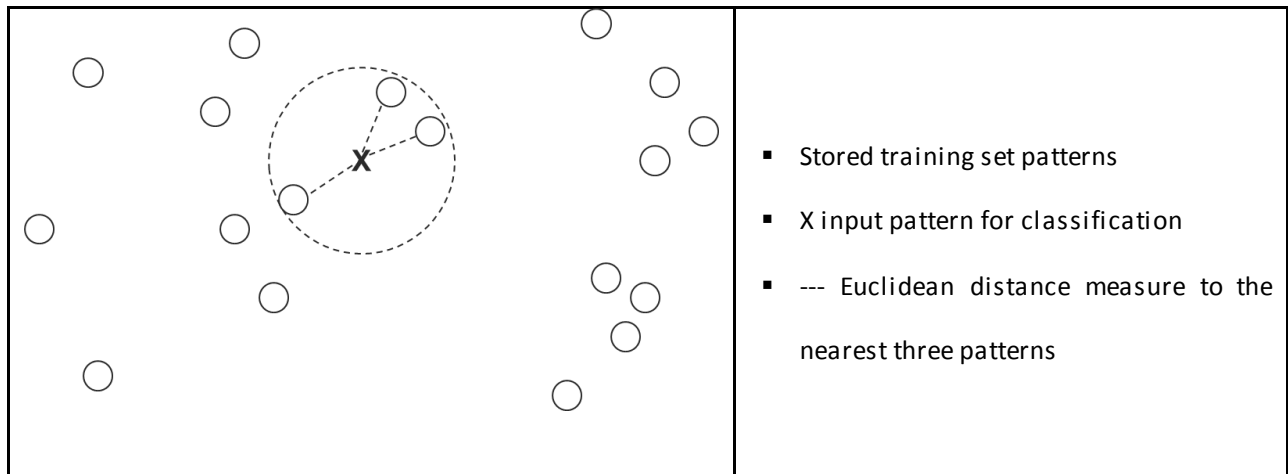 X
▪ Stored training set patterns
▪ X input pattern for classification
▪ --- Euclidean distance measure to the
nearest three patterns